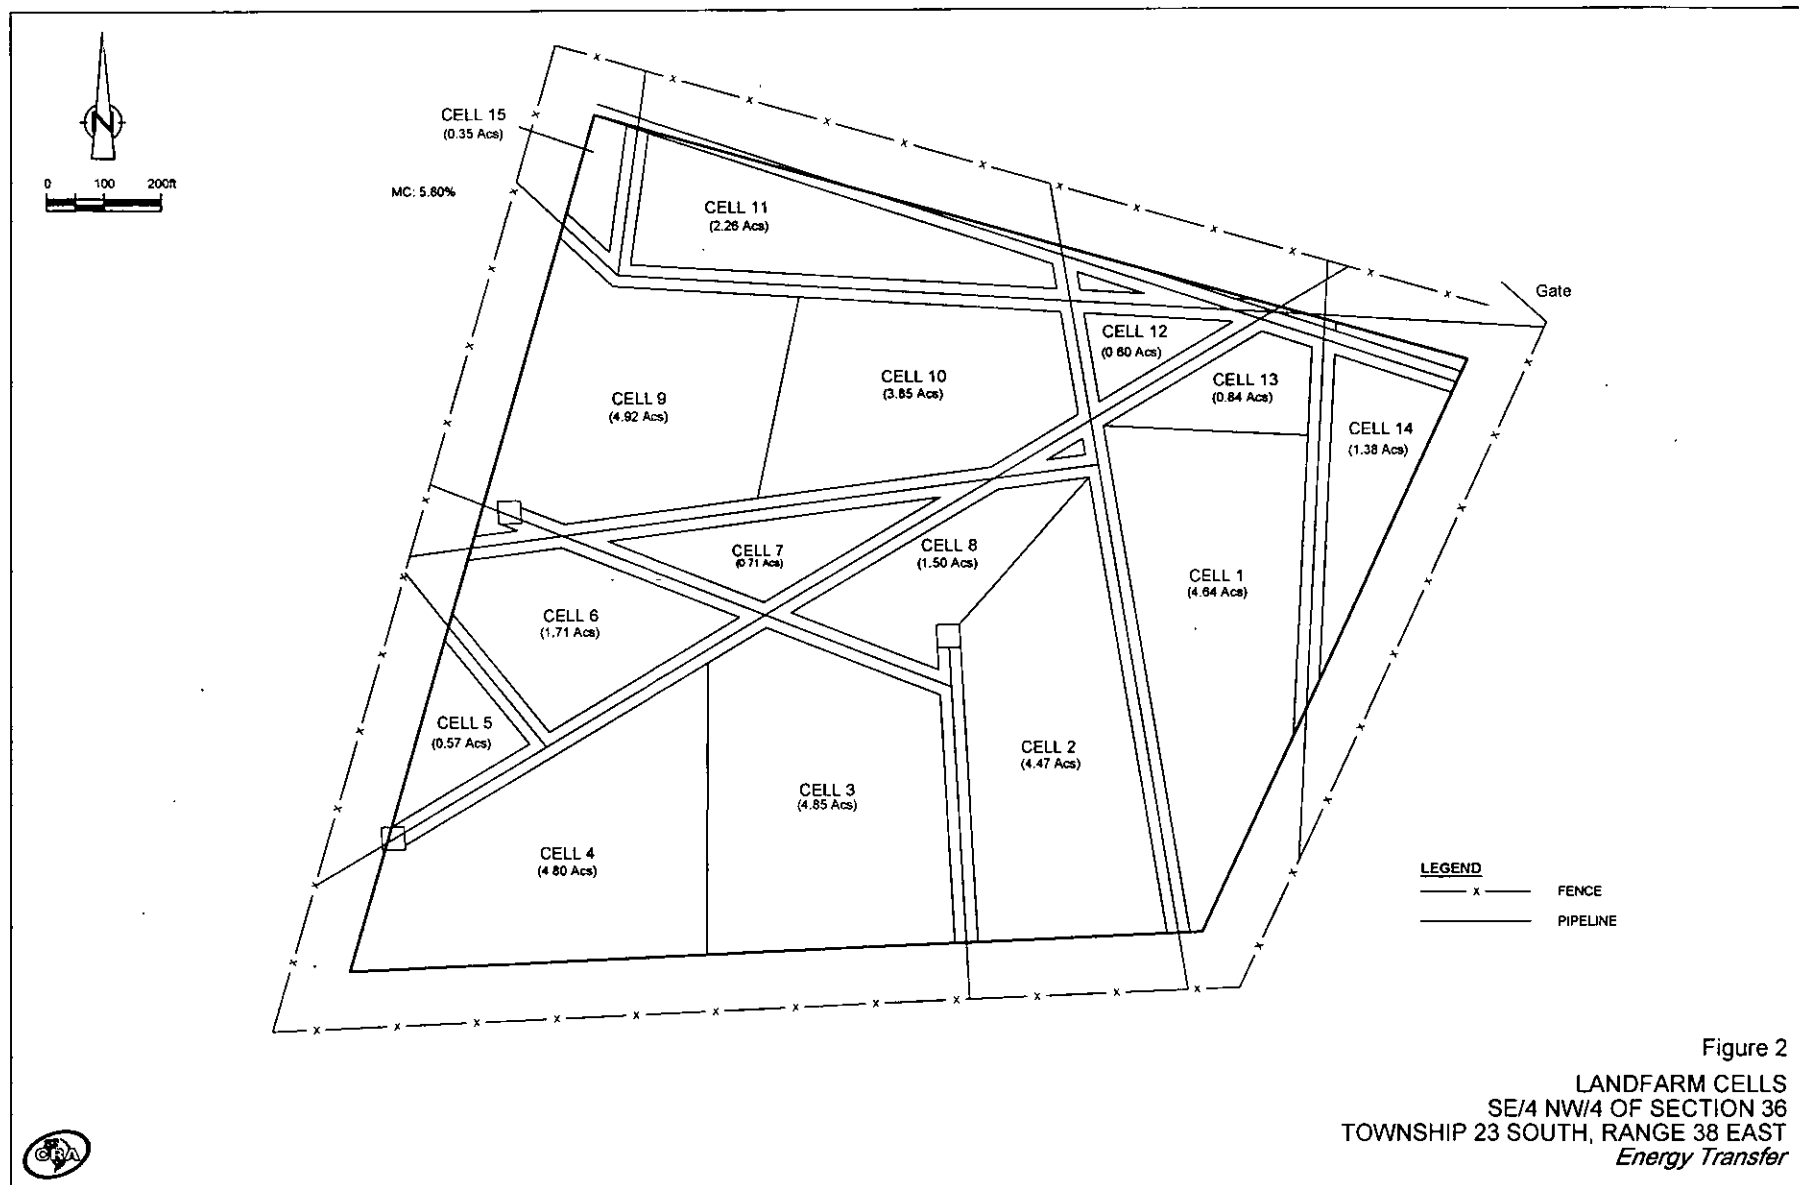 N
0 100 200ft
CELL 15
(0.35 Acs)
MC: 5.60%
CELL 11
(2.26 Acs)
Gate
CELL 12
(0.60 Acs)
CELL 10
(3.85 Acs)
CELL 13
(0.84 Acs)
CELL 9
(4.92 Acs)
CELL 14
(1.38 Acs)
CELL 7
(0.71 Acs)
CELL 8
(1.50 Acs)
CELL 1
(4.64 Acs)
CELL 6
(1.71 Acs)
CELL 5
(0.57 Acs)
CELL 2
(4.47 Acs)
CELL 3
(4.85 Acs)
CELL 4
(4 80 Acs)
LEGEND
x FENCE
PIPELINE
Figure 2
LANDFARM CELLS
SE/4 NW/4 OF SECTION 36
TOWNSHIP 23 SOUTH, RANGE 38 EAST
Energy Transfer
CRA